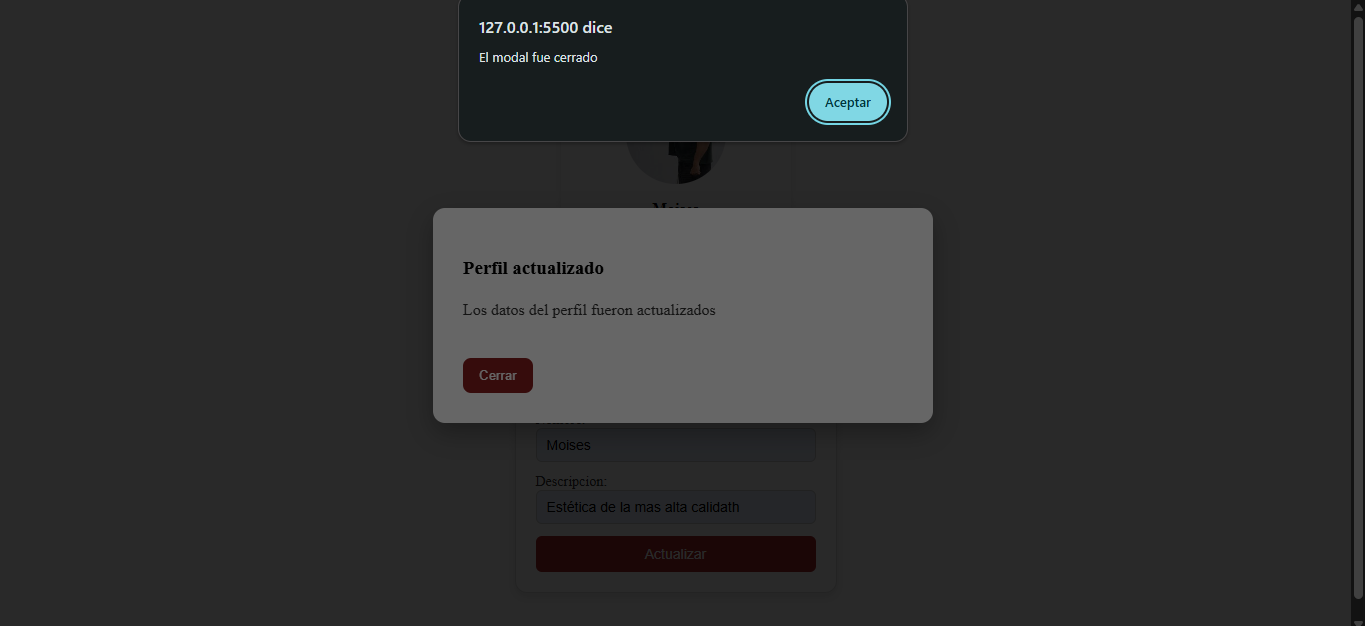 127.0.0.1:5500 dice
El modal fue cerrado
Aceptar
Moises
Perfil actualizado
Los datos del perfil fueron actualizados
Cerrar
Moises
Descripcion:
Estética de la mas alta calidath
Actualizar